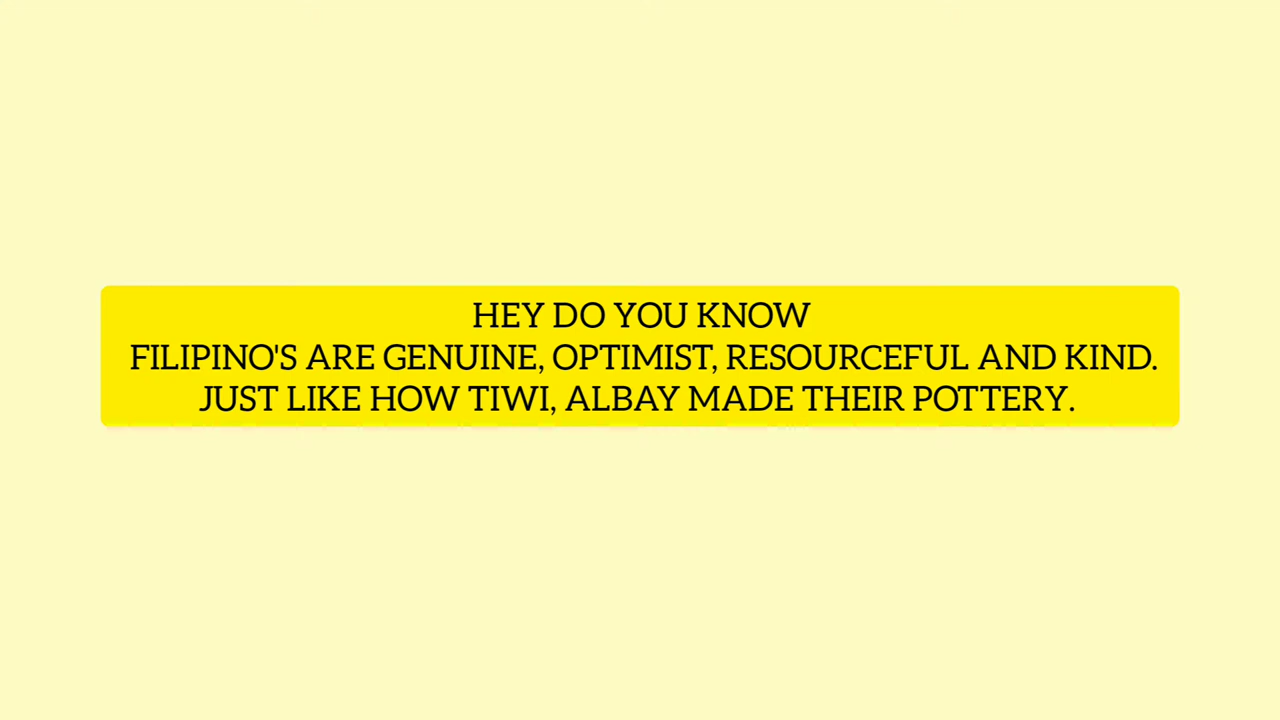 HEY DO YOU KNOW
FILIPINO'S ARE GENUINE, OPTIMIST, RESOURCEFUL AND KIND.
JUST LIKE HOW TIWI, ALBAY MADE THEIR POTTERY.